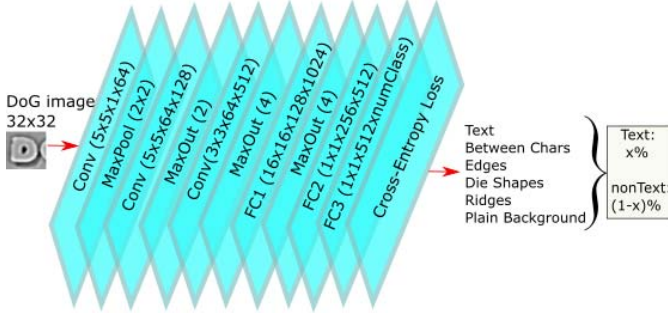 DoG image
32x32
Conv (5x5x1x64)
MaxPool (2x2)
Conv (5x5x64x128)
MaxOut (2)
Conv(3x3x64x512)
MaxOut (4)
FC1 (16x16x128x1024)
MaxOut (4)
FC2 (1x1x256x512)
FC3 (1x1x512xnumClass)
Cross-Entropy Loss
Text
Between Chars
Edges
Die Shapes
Ridges
Plain Background
Text:
x%
nonText:
(1-x)%